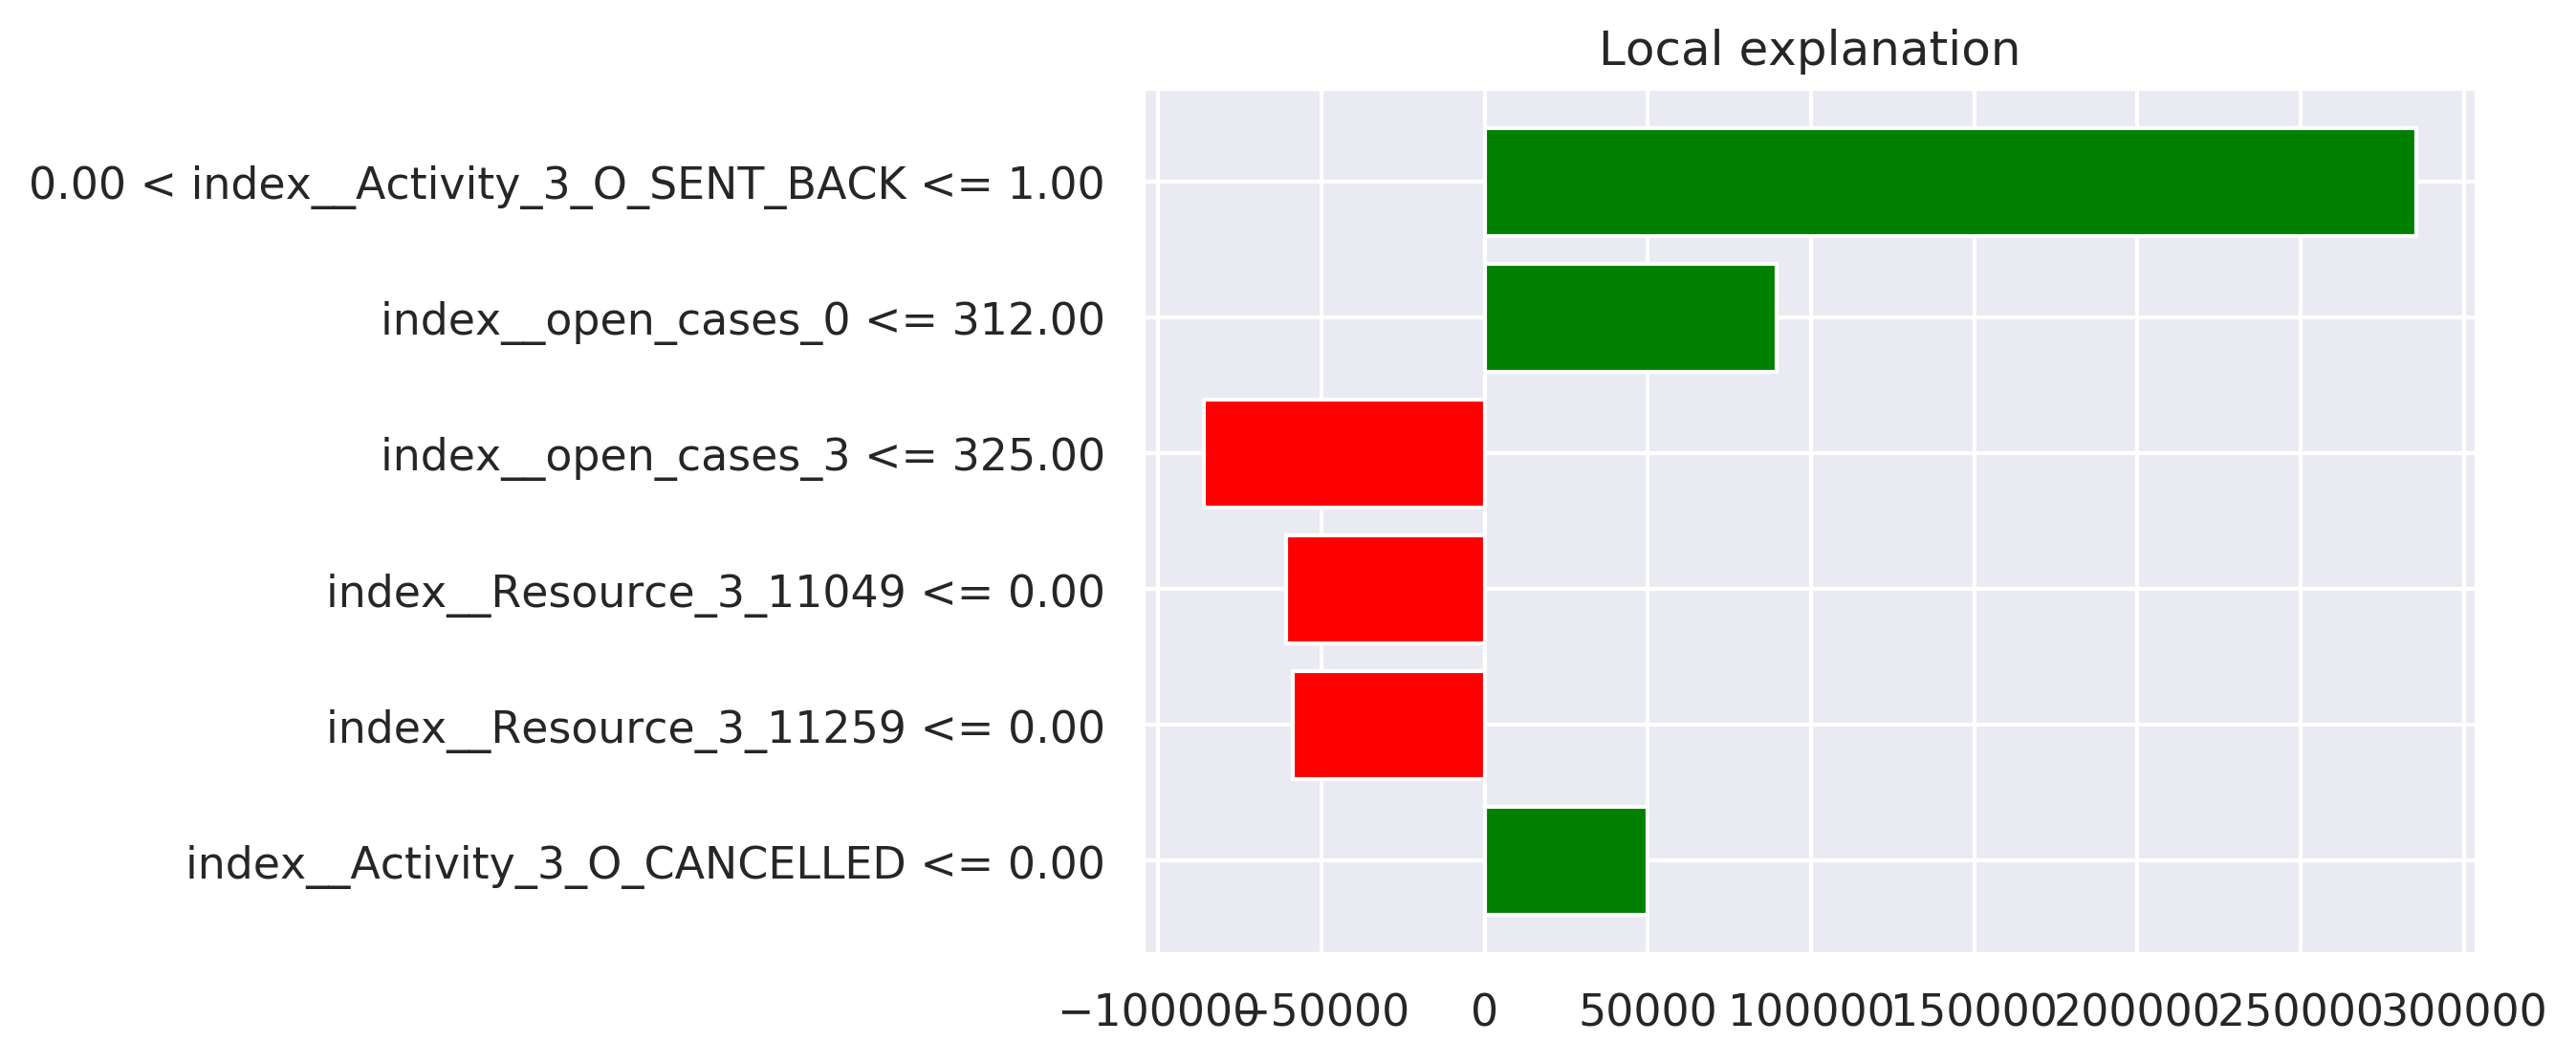 Local explanation
0.00 < index__Activity_3_O_SENT_BACK <= 1.00
index__open_cases_0 <= 312.00
index__open_cases_3 <= 325.00
index__Resource_3_11049 <= 0.00
index__Resource_3_11259 <= 0.00
index__Activity_3_O_CANCELLED <= 0.00
−100000 −50000 0 50000 100000 150000 200000 250000 300000